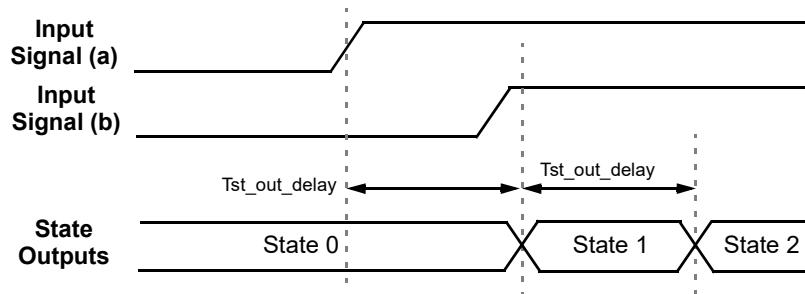 Input
Signal (a)
Input
Signal (b)
Tst_out_delay
Tst_out_delay
State
Outputs
State 0
State 1
State 2